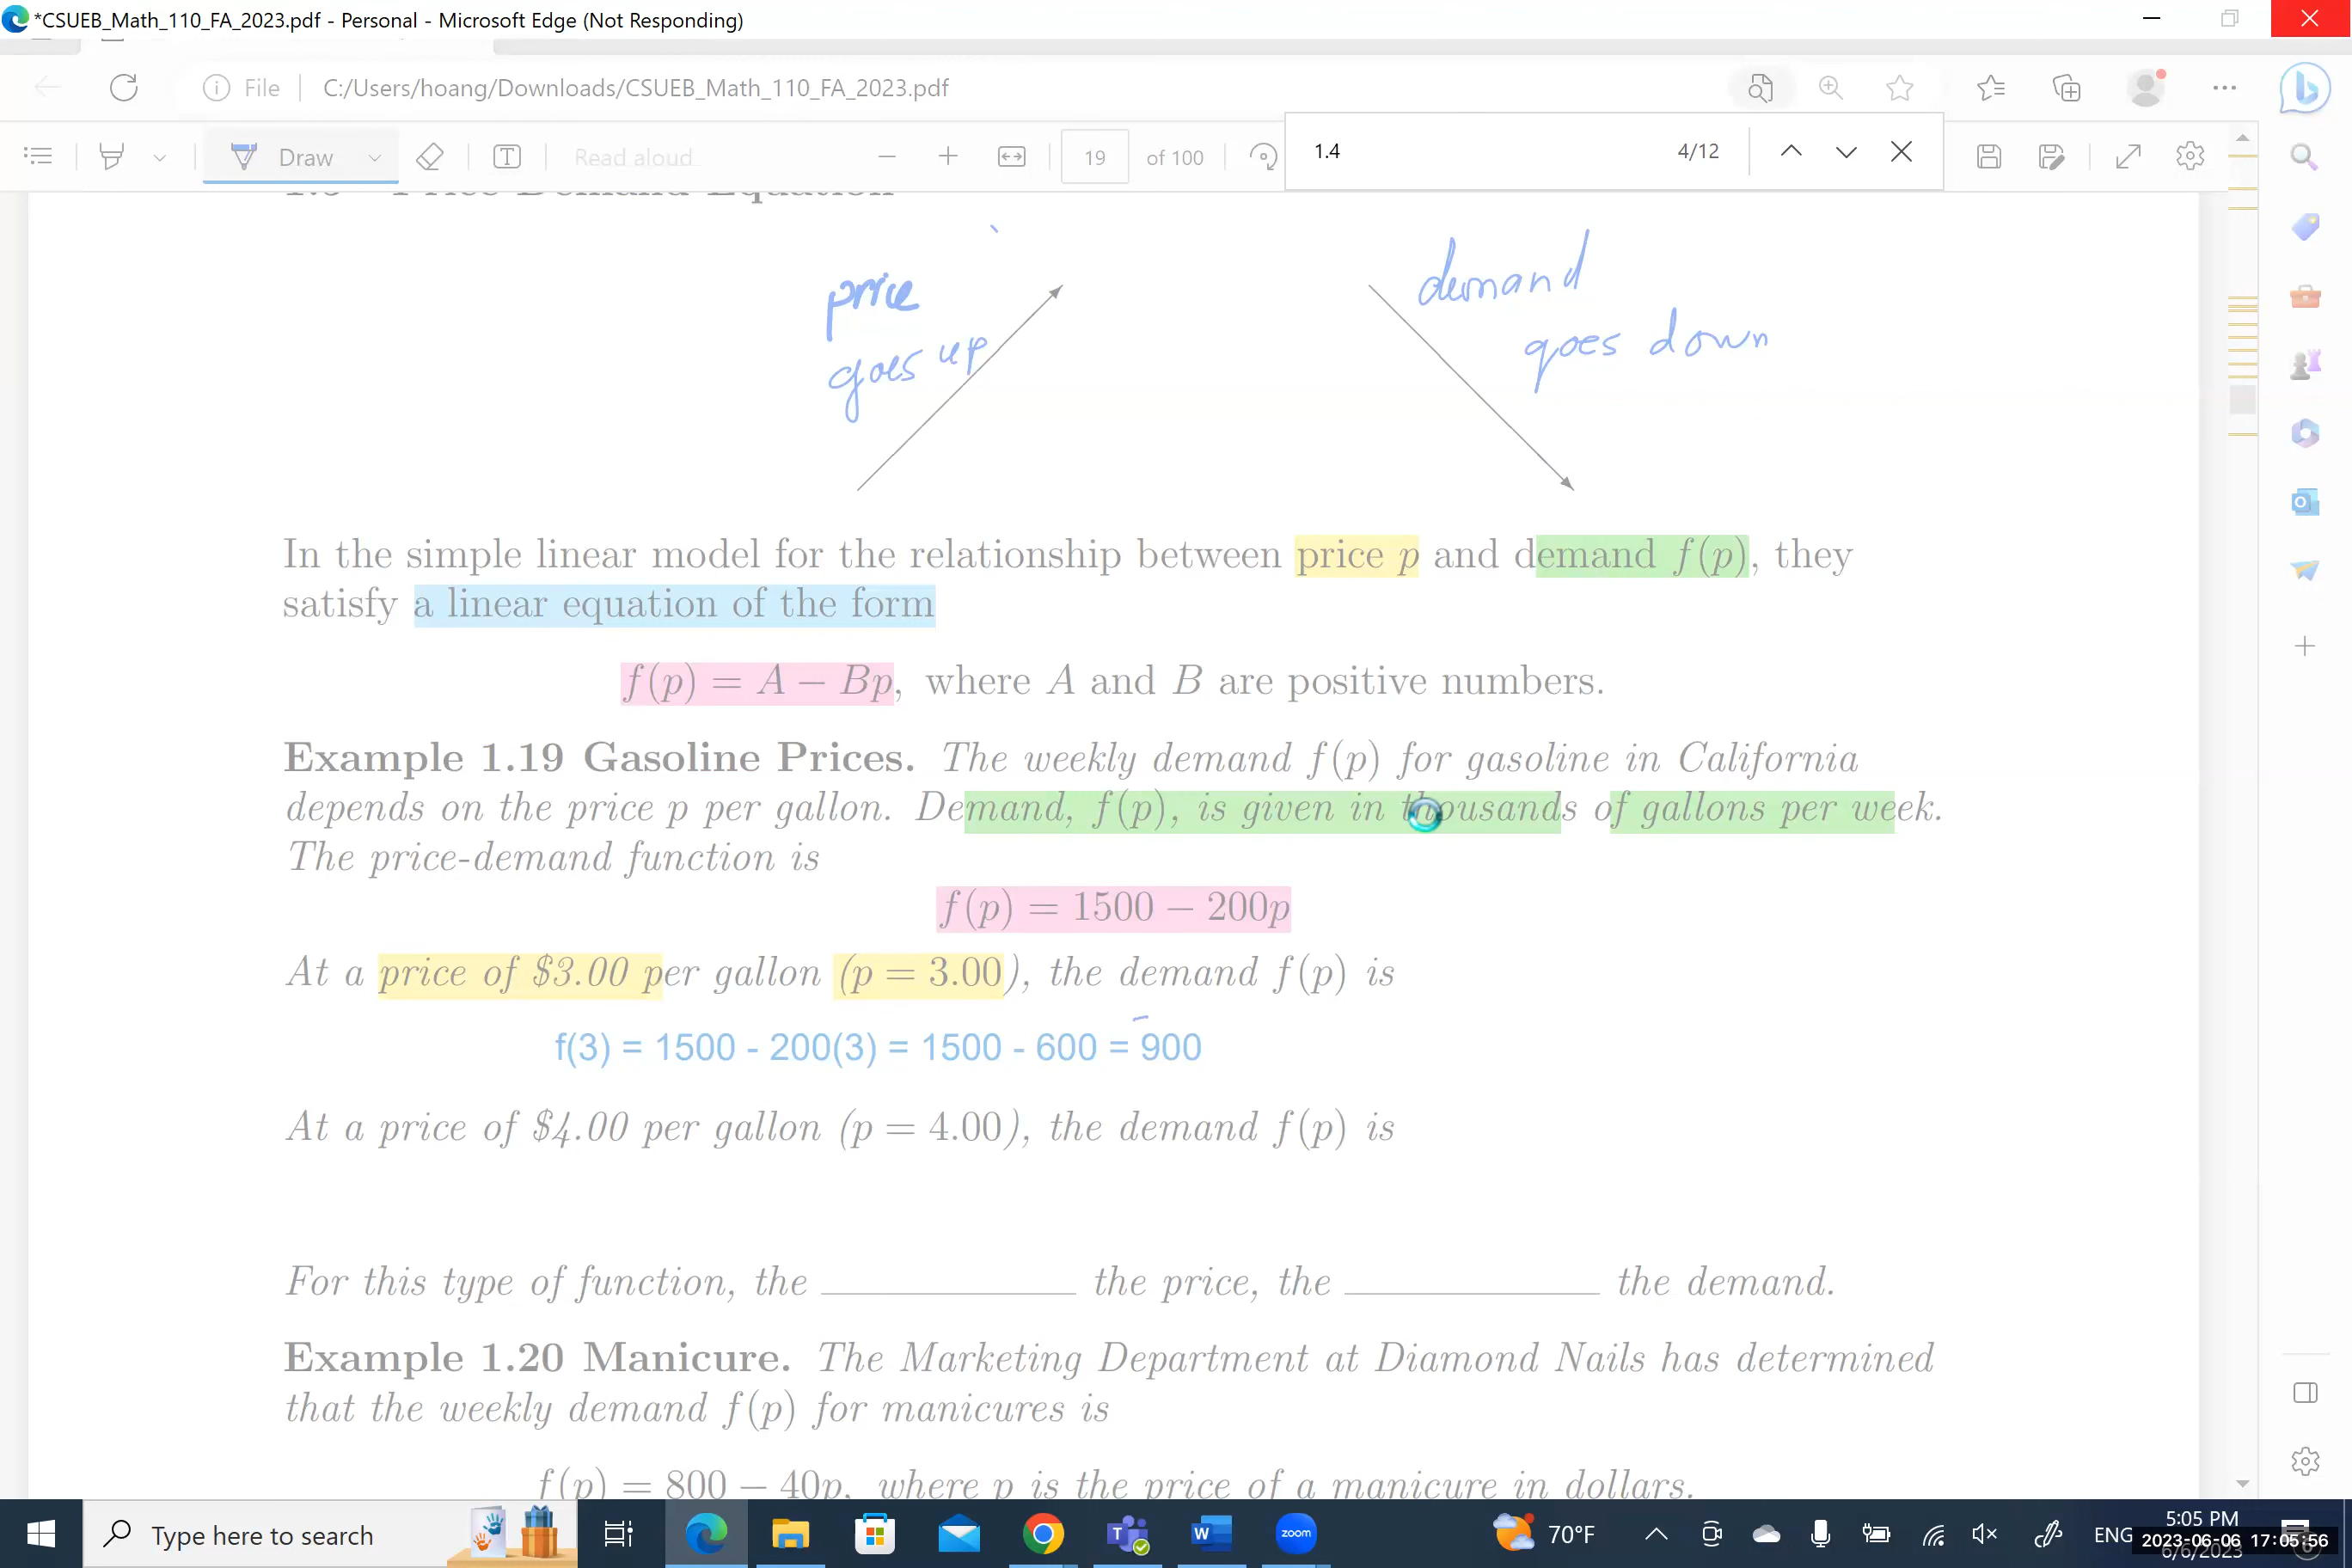 *CSUEB_Math_110_FA_2023.pdf - Personal - Microsoft Edge (Not Responding)
File | C:/Users/hoang/Downloads/CSUEB_Math_110_FA_2023.pdf
Draw Read aloud 19 of 100
1.4 4/12
Price Demand Equation
price
goes up
demand
goes down
In the simple linear model for the relationship between price p and demand f(p), they
satisfy a linear equation of the form
f(p) = A − Bp, where A and B are positive numbers.
Example 1.19 Gasoline Prices. The weekly demand f(p) for gasoline in California
depends on the price p per gallon. Demand, f(p), is given in thousands of gallons per week.
The price-demand function is
f(p) = 1500 − 200p
At a price of $3.00 per gallon (p = 3.00), the demand f(p) is
f(3) = 1500 - 200(3) = 1500 - 600 = 900
At a price of $4.00 per gallon (p = 4.00), the demand f(p) is
For this type of function, the ____________ the price, the ____________ the demand.
Example 1.20 Manicure. The Marketing Department at Diamond Nails has determined
that the weekly demand f(p) for manicures is
f(p) = 800 − 40p, where p is the price of a manicure in dollars.
Type here to search
zoom
70°F
ENG
5:05 PM
2023-06-06 17:05:56
6/6/2023